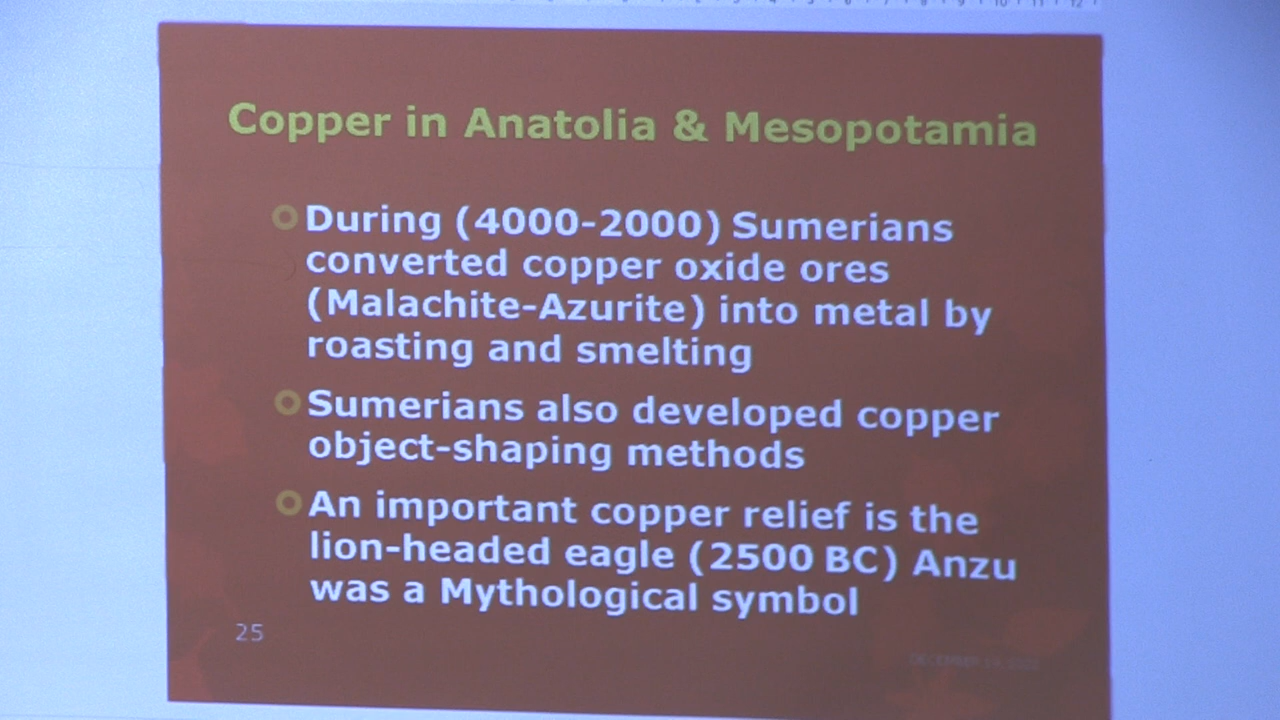 Copper in Anatolia & Mesopotamia
During (4000-2000) Sumerians
converted copper oxide ores
(Malachite-Azurite) into metal by
roasting and smelting
Sumerians also developed copper
object-shaping methods
An important copper relief is the
lion-headed eagle (2500 BC) Anzu
was a Mythological symbol
25
DECEMBER